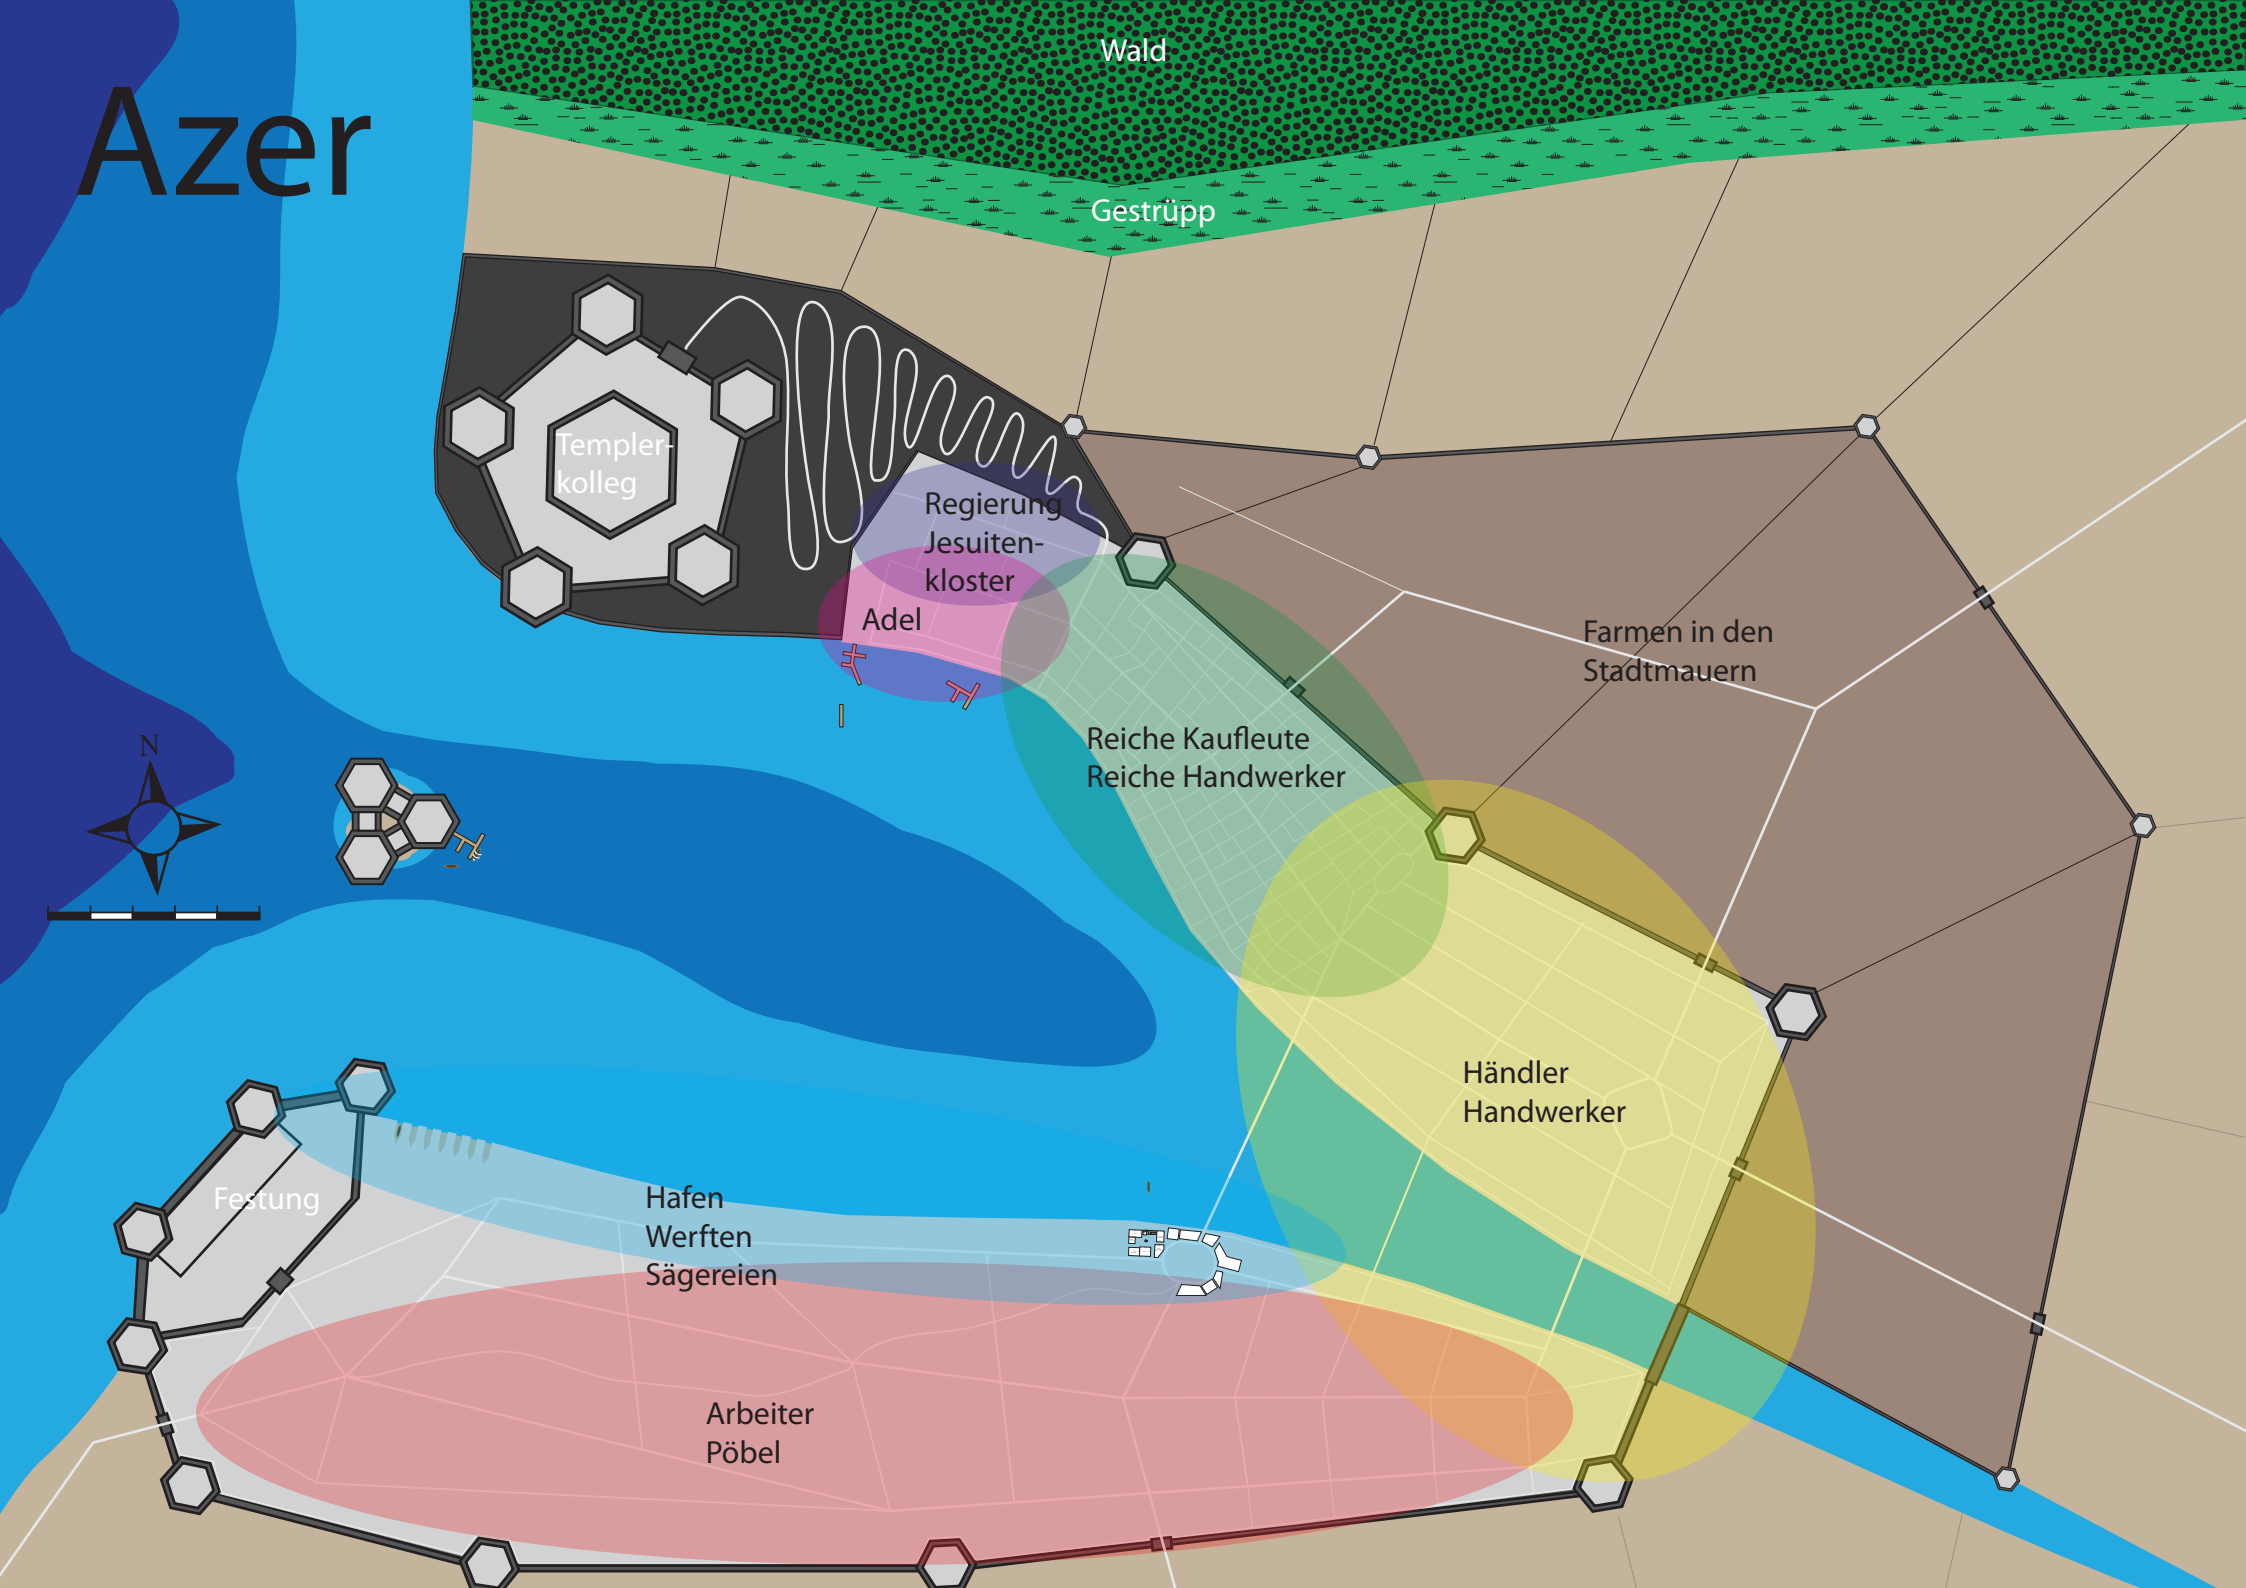 Wald
Azer
Gestrüpp
Templer-
kolleg
Regierung
Jesuiten-
kloster
Adel
Farmen in den
Stadtmauern
Reiche Kaufleute
Reiche Handwerker
N
Händler
Handwerker
Festung
Hafen
Werften
Sägereien
Arbeiter
Pöbel